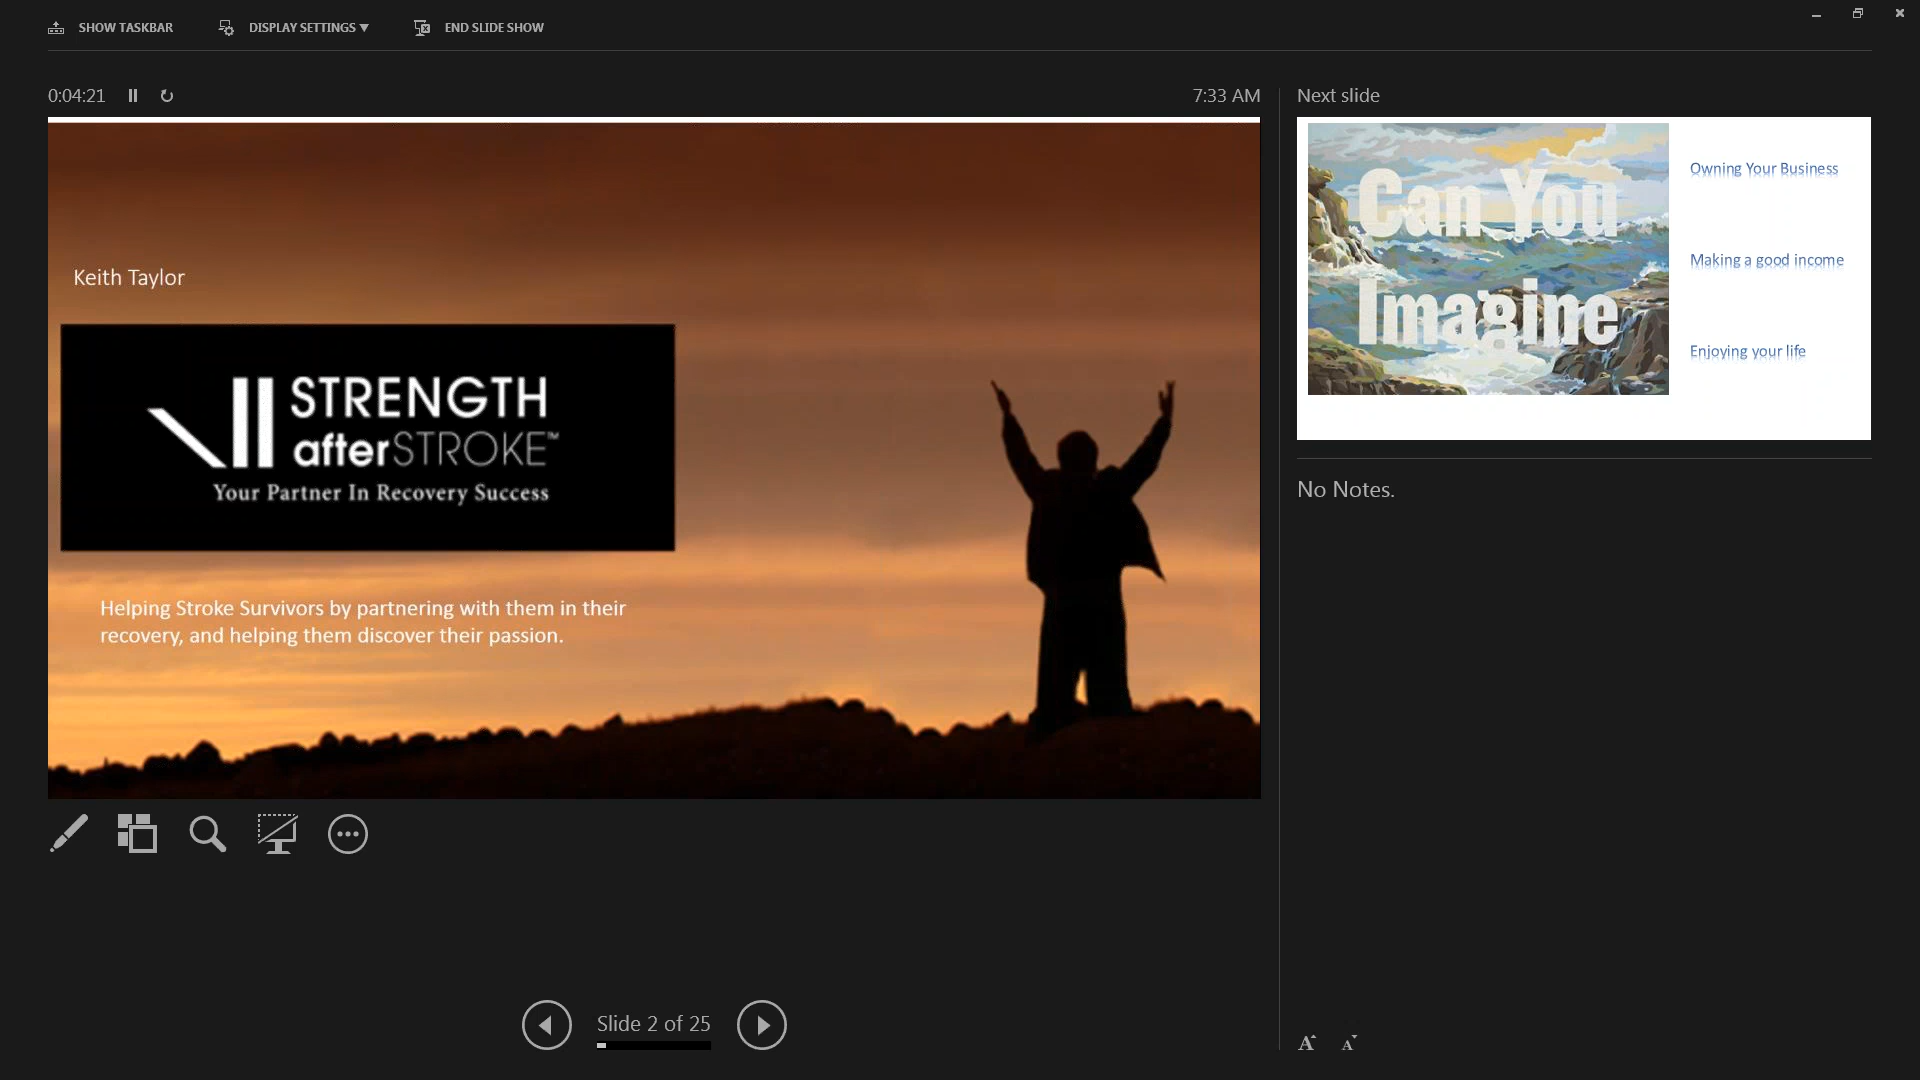 SHOW TASKBAR
DISPLAY SETTINGS
END SLIDE SHOW
0:04:21
7:33 AM
Keith Taylor
STRENGTH
afterSTROKE™
Your Partner In Recovery Success
Helping Stroke Survivors by partnering with them in their
recovery, and helping them discover their passion.
Slide 2 of 25
Next slide
Can You
Imagine
Owning Your Business
Making a good income
Enjoying your life
No Notes.
A A